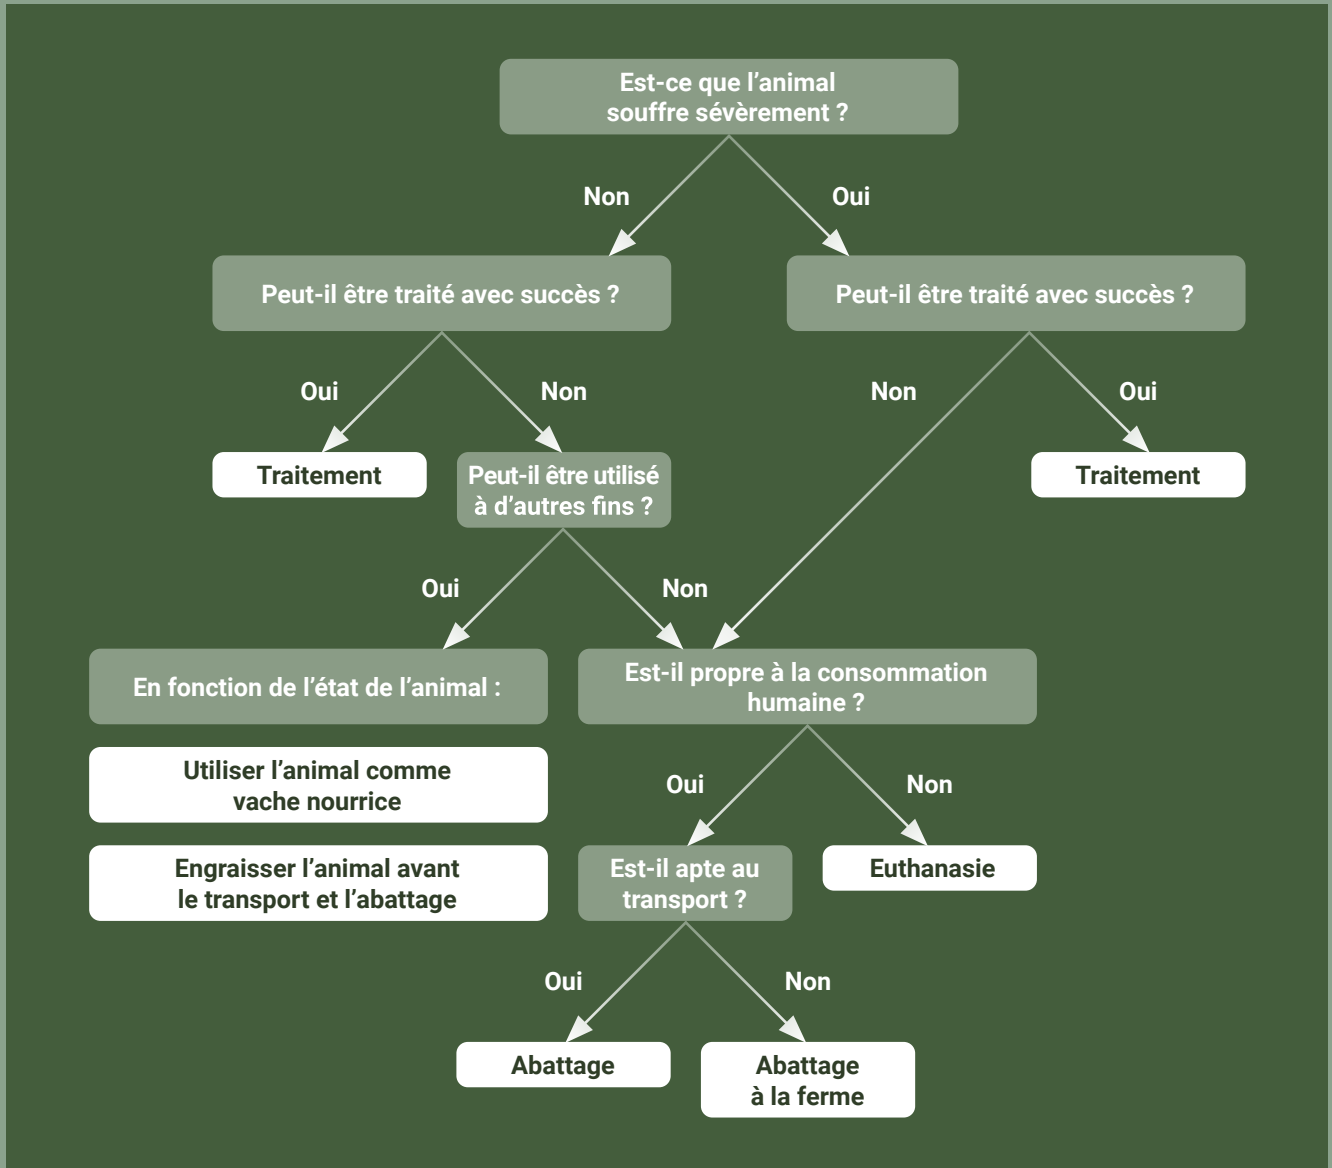 Est-ce que l’animal
souffre sévèrement ?
Non
Oui
Peut-il être traité avec succès ?
Peut-il être traité avec succès ?
Oui
Non
Non
Oui
Traitement
Peut-il être utilisé
à d’autres fins ?
Traitement
Oui
Non
En fonction de l’état de l’animal :
Est-il propre à la consommation
humaine ?
Utiliser l’animal comme
vache nourrice
Oui
Non
Engraisser l’animal avant
le transport et l’abattage
Est-il apte au
transport ?
Euthanasie
Oui
Non
Abattage
Abattage
à la ferme